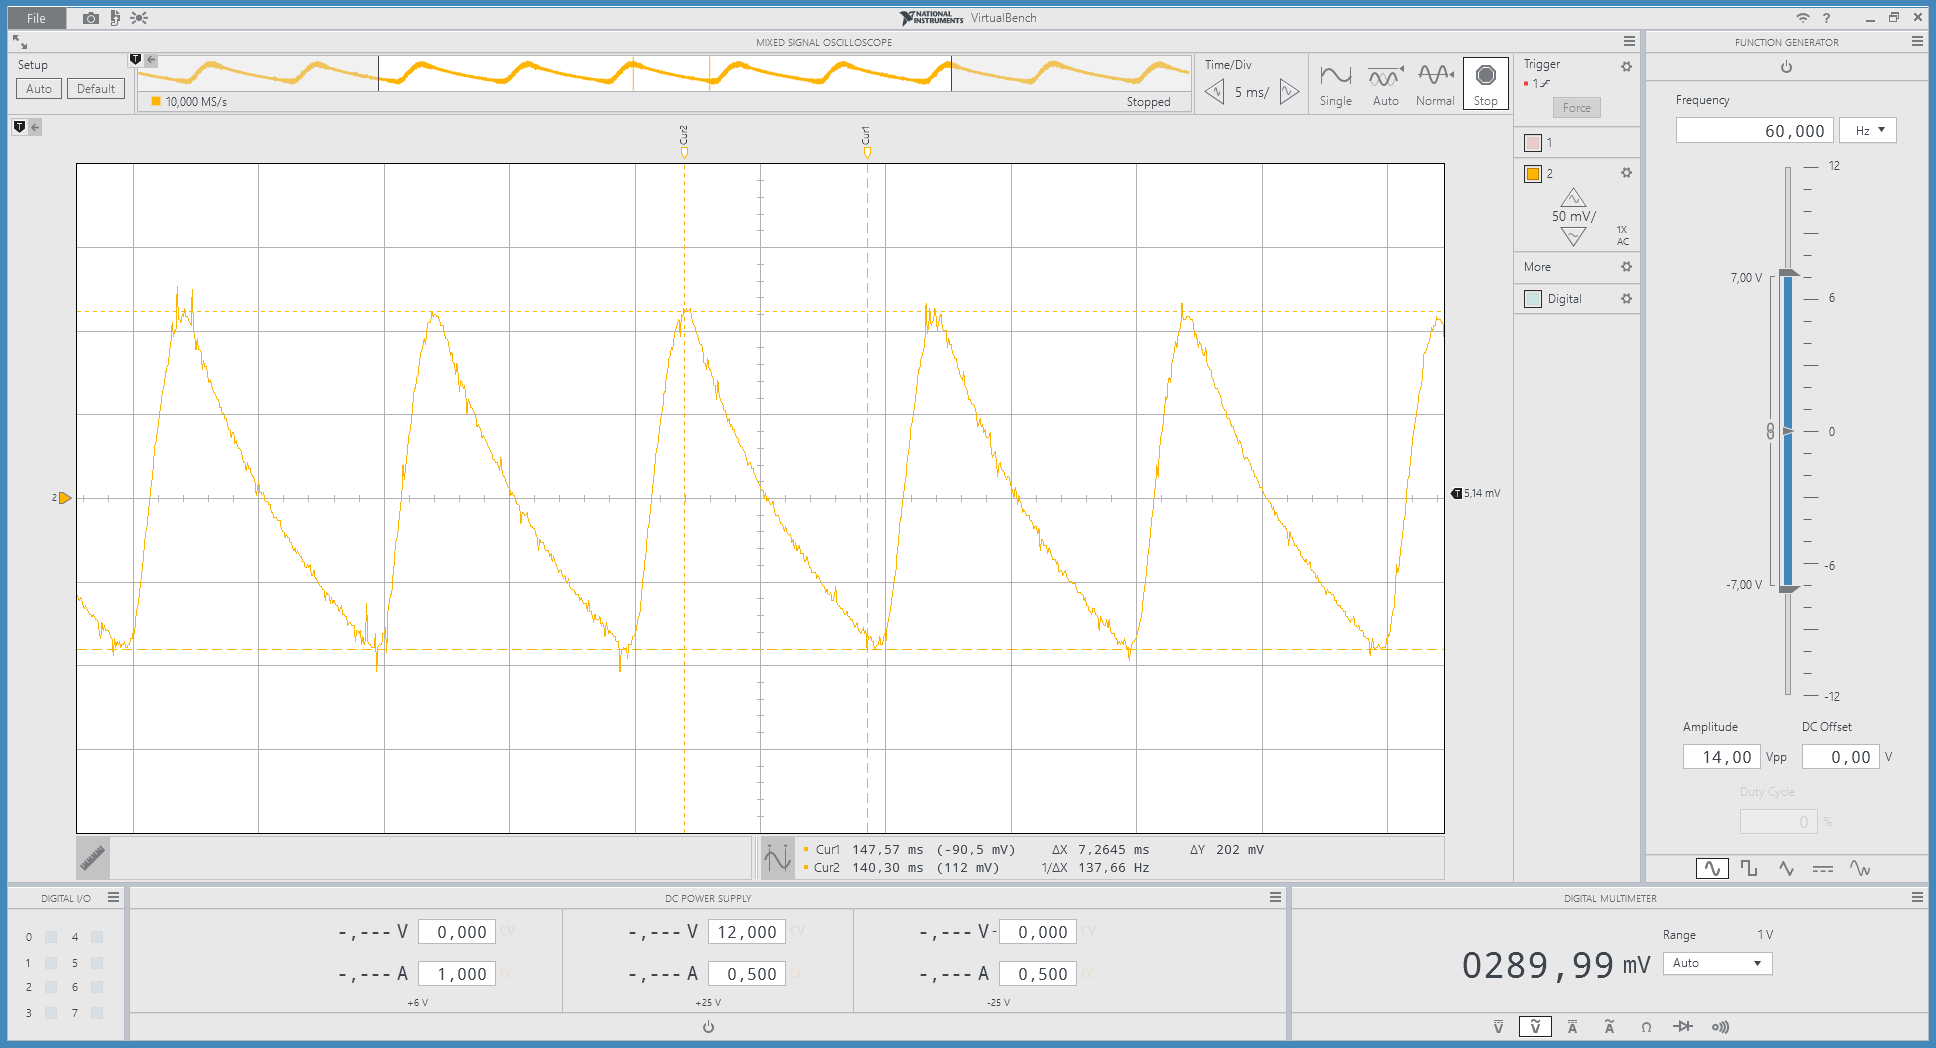 File
NATIONAL INSTRUMENTS VirtualBench
?
MIXED SIGNAL OSCILLOSCOPE
FUNCTION GENERATOR
Setup
Auto Default
T
10,000 MS/s
Stopped
Time/Div
5 ms/
Single Auto Normal Stop
Trigger
1
Force
T
Cur2
Cur1
1
2
50 mV/
1X
AC
More
Digital
2
T 5,14 mV
Frequency
60,000 Hz
12
7,00 V
6
0
-6
-7,00 V
-12
Amplitude DC Offset
14,00 Vpp 0,00 V
Duty Cycle
0 %
Cur1 147,57 ms (-90,5 mV) ΔX 7,2645 ms ΔY 202 mV
Cur2 140,30 ms (112 mV) 1/ΔX 137,66 Hz
DIGITAL I/O
0 4
1 5
2 6
3 7
DC POWER SUPPLY
-,--- V 0,000 CV -,--- V 12,000 CV -,--- V - 0,000 CV
-,--- A 1,000 CC -,--- A 0,500 CC -,--- A 0,500 CC
+6 V +25 V -25 V
DIGITAL MULTIMETER
Range 1 V
0289,99 mV Auto
V V A A Ω